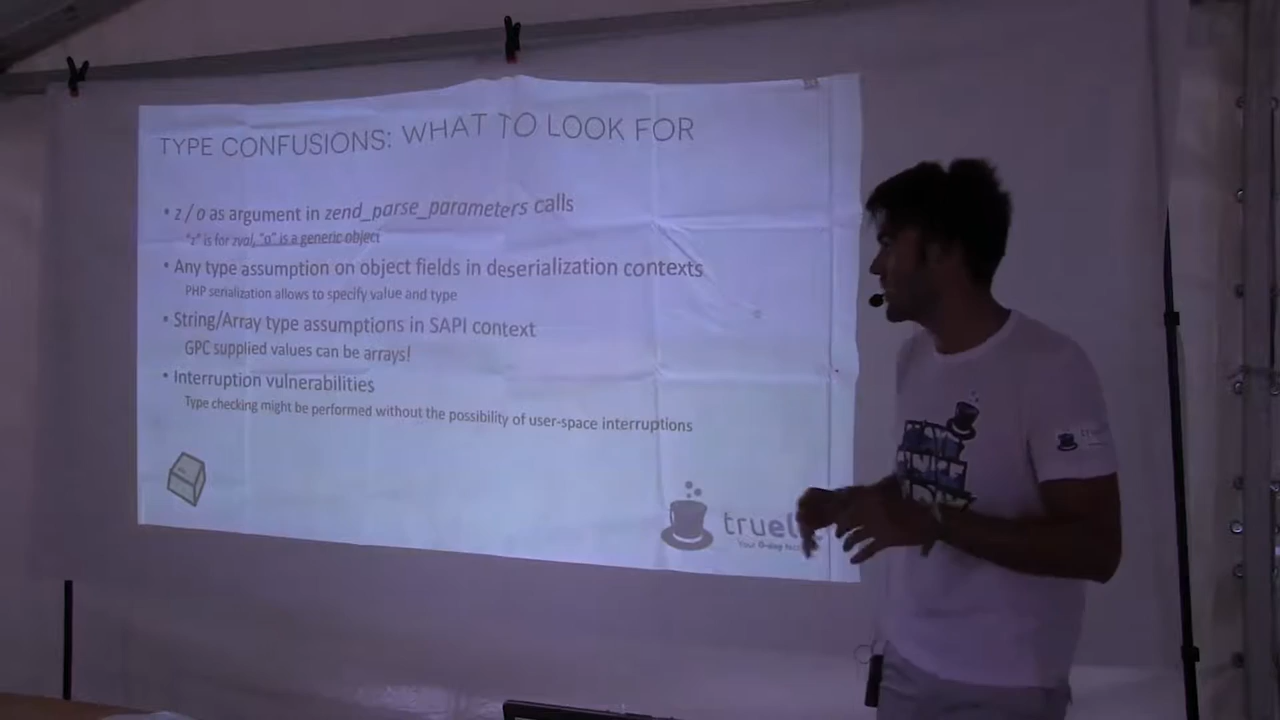 TYPE CONFUSIONS: WHAT TO LOOK FOR
• z / o as argument in zend_parse_parameters calls
"z" is for zval, "o" is a generic object
• Any type assumption on object fields in deserialization contexts
PHP serialization allows to specify value and type
• String/Array type assumptions in SAPI context
GPC supplied values can be arrays!
• Interruption vulnerabilities
Type checking might be performed without the possibility of user-space interruptions
Your 0-day